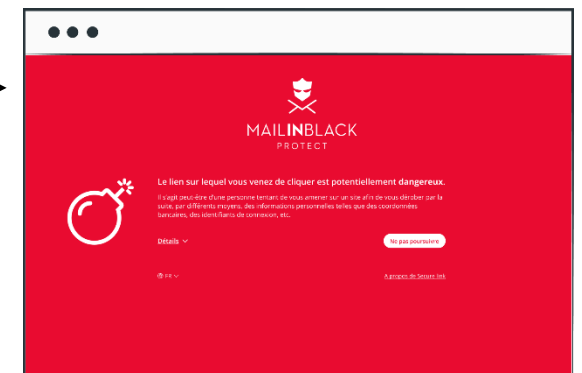 MAILINBLACK
PROTECT
Le lien sur lequel vous venez de cliquer est potentiellement dangereux.
Il s'agit peut-être d'une personne tentant de vous amener sur un site afin de vous dérober par la
suite, par différents moyens, des informations personnelles telles que des coordonnées
bancaires, des identifiants de connexion, etc.
Détails
Ne pas poursuivre
FR
A propos de Secure link